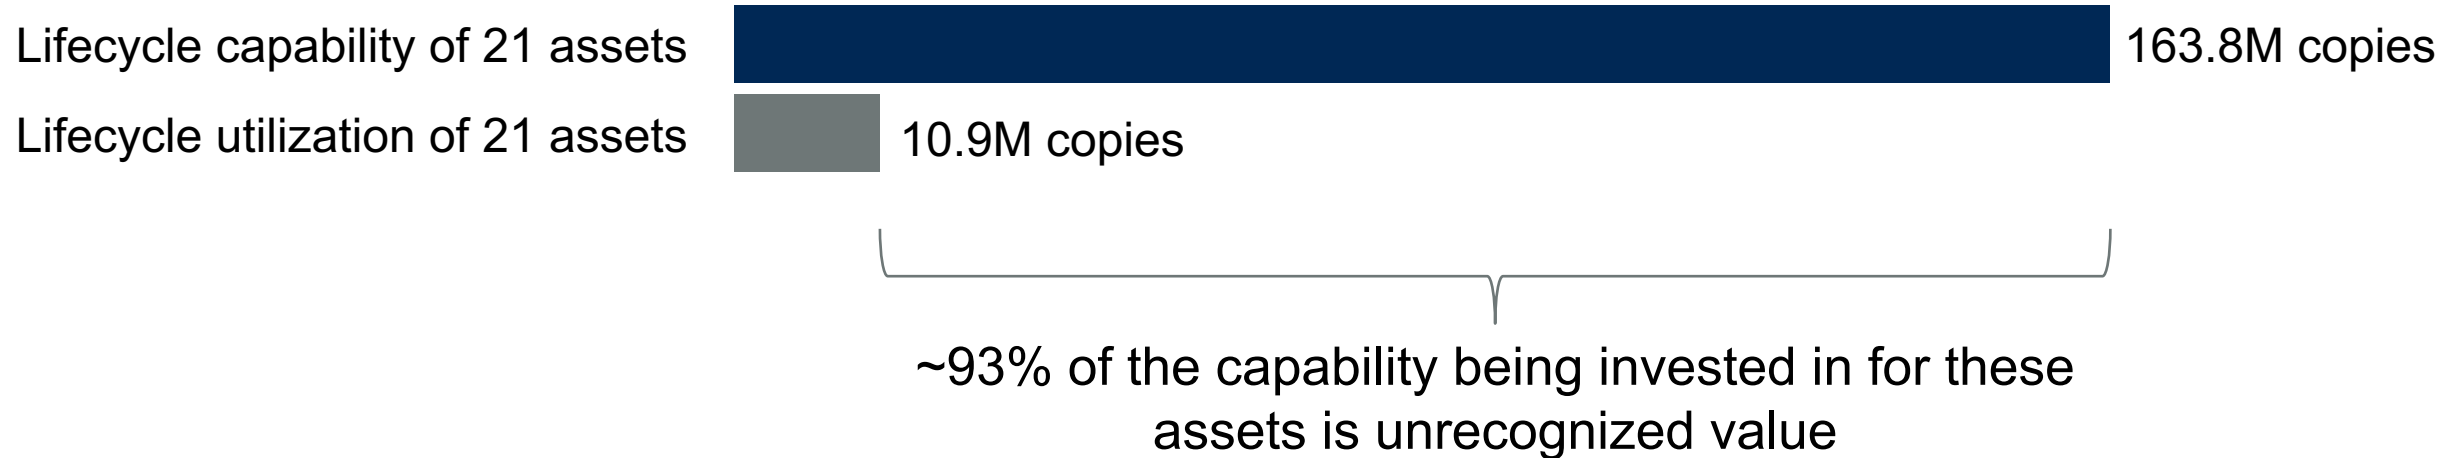 Lifecycle capability of 21 assets
163.8M copies
Lifecycle utilization of 21 assets
10.9M copies
~93% of the capability being invested in for these
assets is unrecognized value